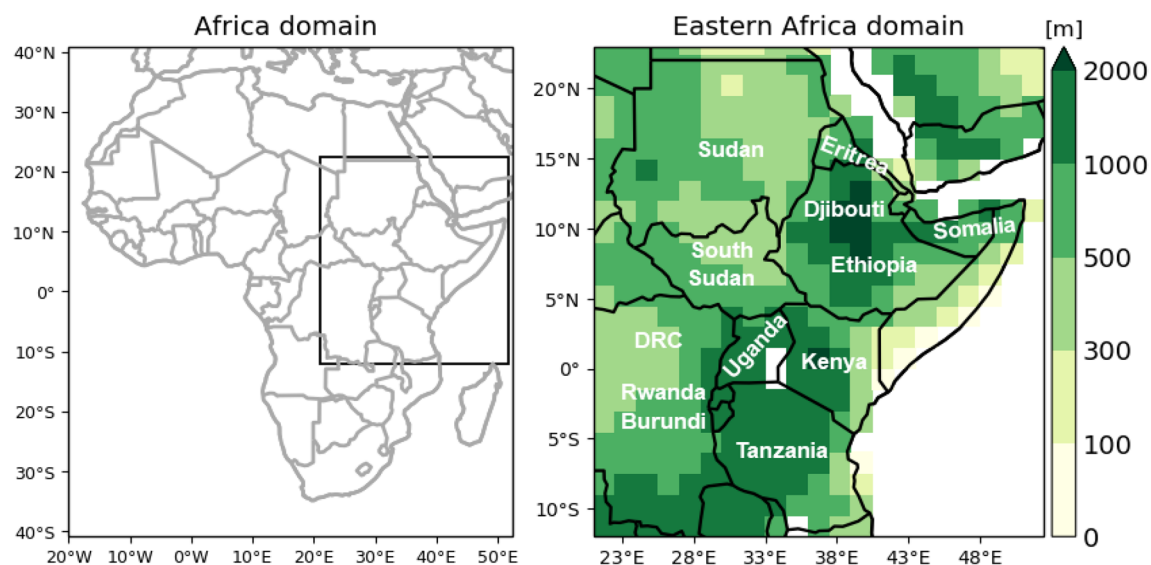 Africa domain
40°N
30°N
20°N
10°N
0°
10°S
20°S
30°S
40°S
20°W
10°W
0°W
10°E
20°E
30°E
40°E
50°E
Eastern Africa domain
[m]
20°N
15°N
10°N
5°N
0°
5°S
10°S
23°E
28°E
33°E
38°E
43°E
48°E
Sudan
Eritrea
Djibouti
Somalia
South
Sudan
Ethiopia
DRC
Uganda
Kenya
Rwanda
Burundi
Tanzania
2000
1000
500
300
100
0